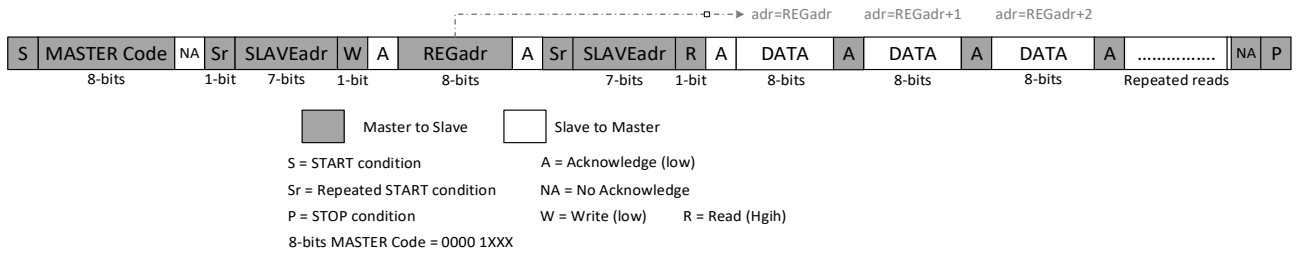 adr=REGadr adr=REGadr+1 adr=REGadr+2
S MASTER Code NA Sr SLAVEadr W A REGadr A Sr SLAVEadr R A DATA A DATA A DATA A ................ NA P
8-bits 1-bit 7-bits 1-bit 8-bits 7-bits 1-bit 8-bits 8-bits 8-bits Repeated reads
Master to Slave Slave to Master
S = START condition A = Acknowledge (low)
Sr = Repeated START condition NA = No Acknowledge
P = STOP condition W = Write (low) R = Read (Hgih)
8-bits MASTER Code = 0000 1XXX